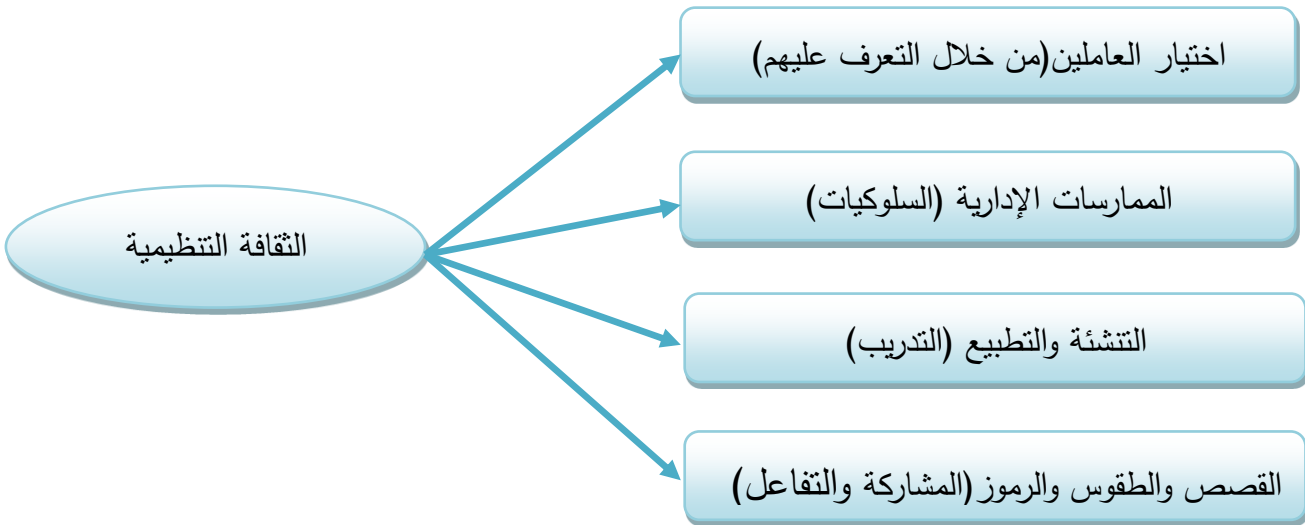 اختيار العاملين(من خلال التعرف عليهم)
الممارسات الإدارية (السلوكيات)
الثقافة التنظيمية
التنشئة والتطبيع (التدريب)
القصص والطقوس والرموز(المشاركة والتفاعل)